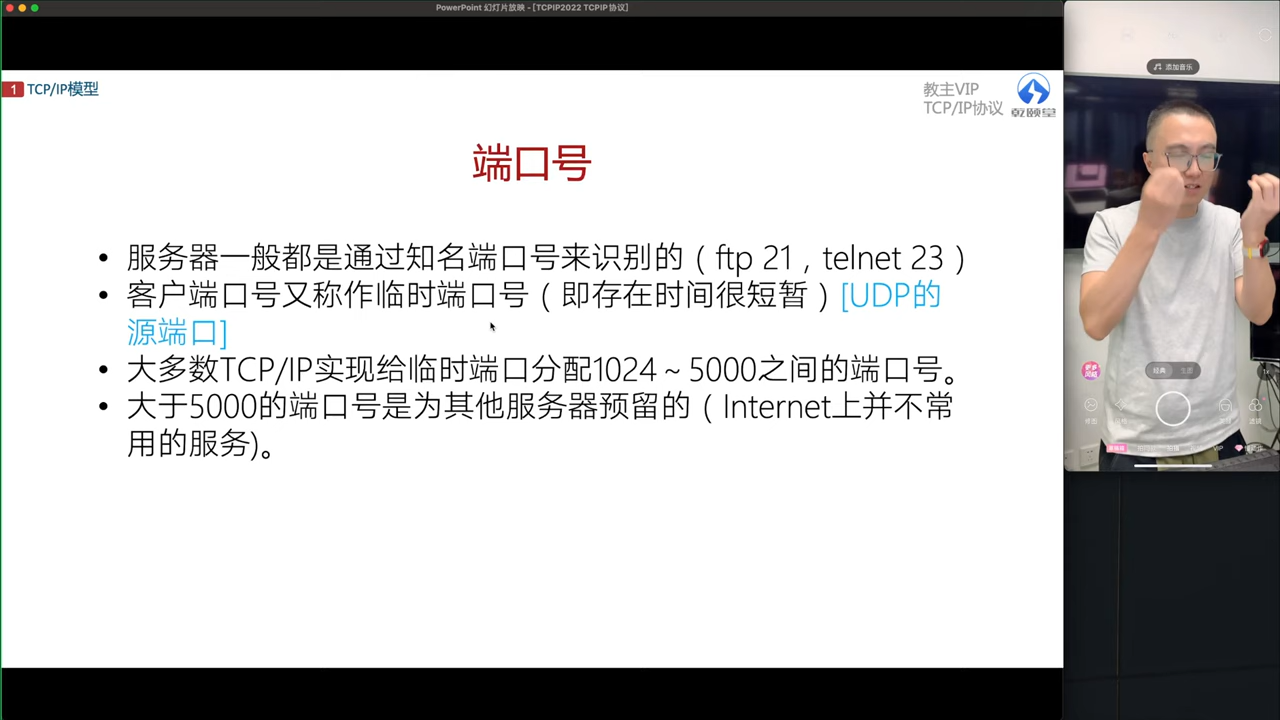 PowerPoint 幻灯片放映 - [TCPIP2022 TCPIP协议]
1 TCP/IP模型
教主VIP
TCP/IP协议
乾颐堂
端口号
• 服务器一般都是通过知名端口号来识别的（ftp 21，telnet 23）
• 客户端口号又称作临时端口号（即存在时间很短暂）[UDP的
源端口]
• 大多数TCP/IP实现给临时端口分配1024～5000之间的端口号。
• 大于5000的端口号是为其他服务器预留的（Internet上并不常
用的服务)。
添加音乐
1x
VIP